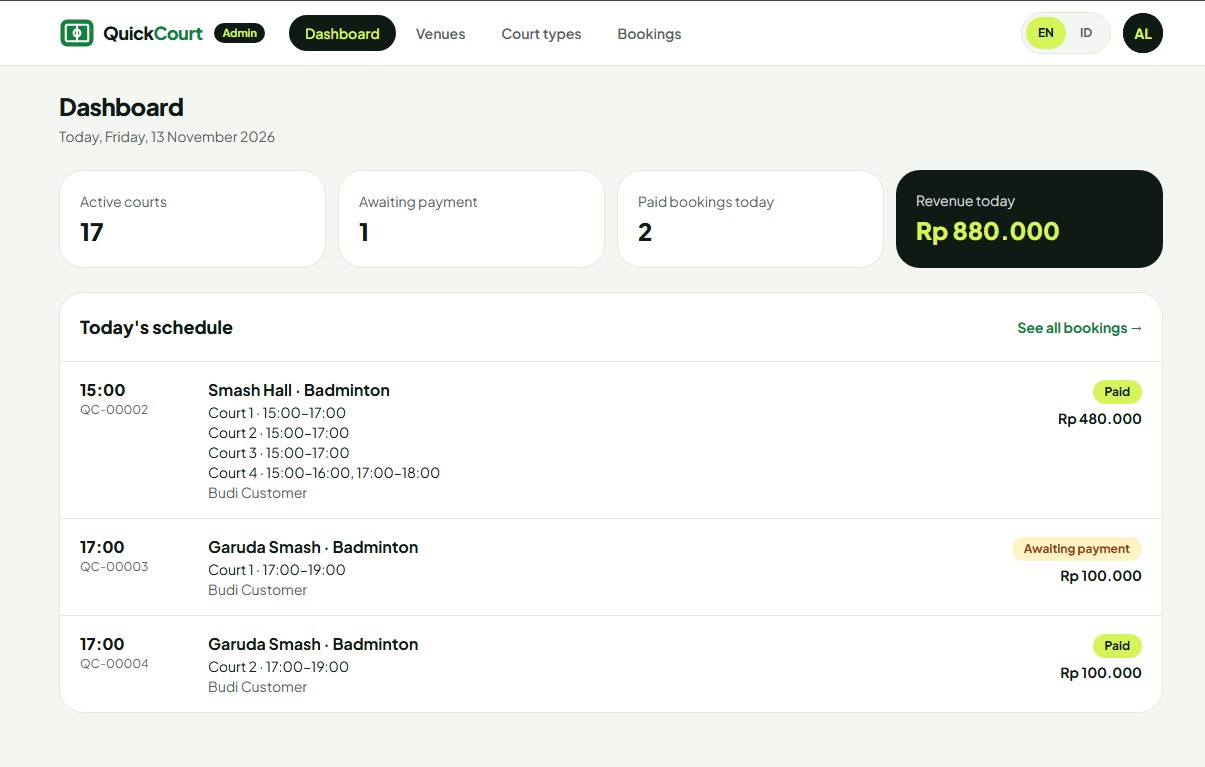 QuickCourt Admin Dashboard Venues Court types Bookings EN ID AL
Dashboard
Today, Friday, 13 November 2026
Active courts
17
Awaiting payment
1
Paid bookings today
2
Revenue today
Rp 880.000
Today's schedule
See all bookings →
15:00
QC-00002
Smash Hall · Badminton
Court 1 · 15:00–17:00
Court 2 · 15:00–17:00
Court 3 · 15:00–17:00
Court 4 · 15:00–16:00, 17:00–18:00
Budi Customer
Paid
Rp 480.000
17:00
QC-00003
Garuda Smash · Badminton
Court 1 · 17:00–19:00
Budi Customer
Awaiting payment
Rp 100.000
17:00
QC-00004
Garuda Smash · Badminton
Court 2 · 17:00–19:00
Budi Customer
Paid
Rp 100.000